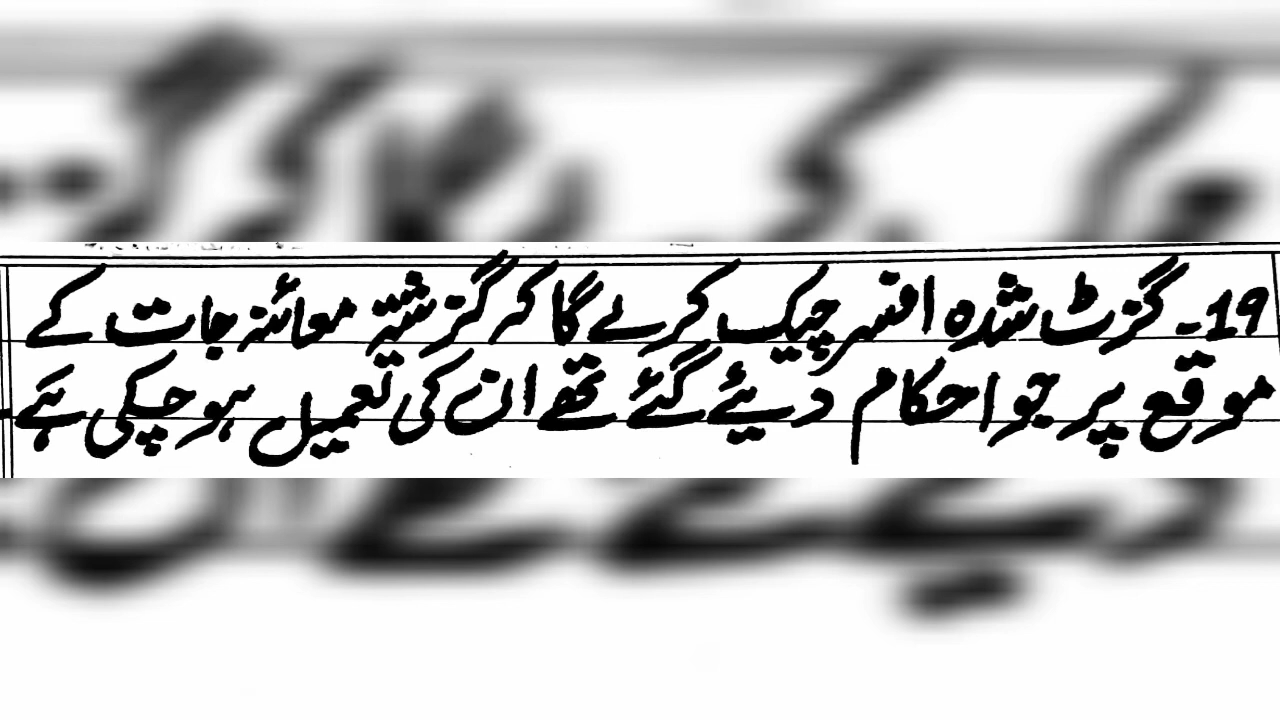 19۔ گزٹ شدہ افسر چیک کرے گا کہ گزشتہ معائنہ جات کے
موقع پر جو احکام دیئے گئے تھے ان کی تعمیل ہو چکی ہے